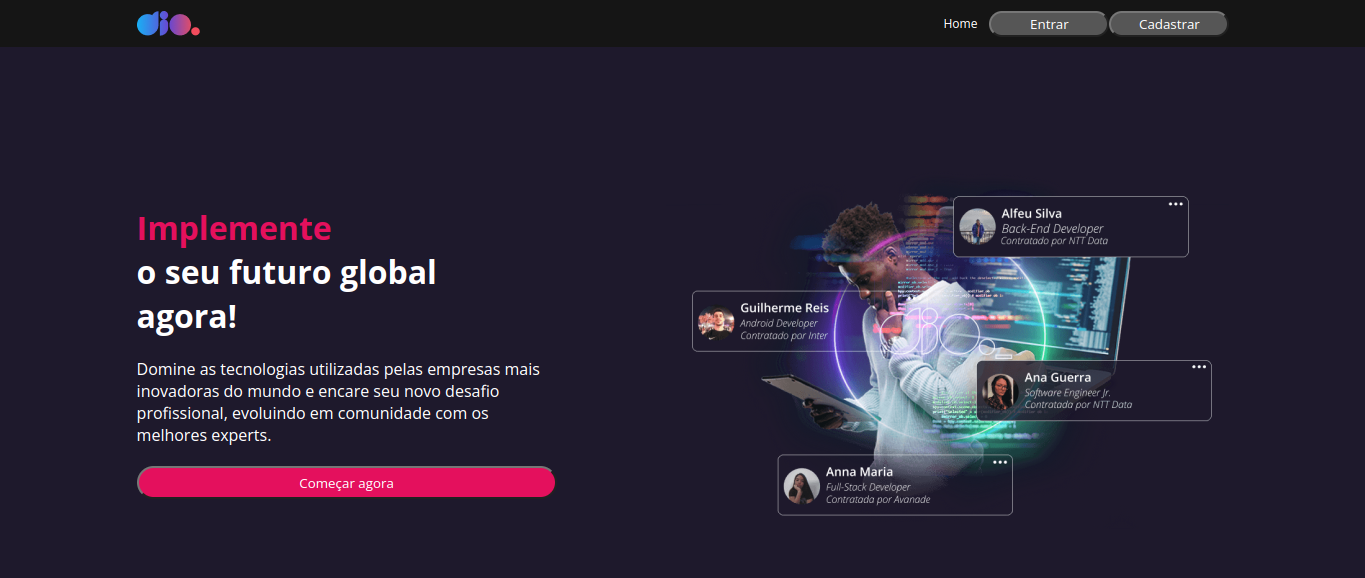 dio.
Home
Entrar
Cadastrar
Implemente
o seu futuro global
agora!
Domine as tecnologias utilizadas pelas empresas mais
inovadoras do mundo e encare seu novo desafio
profissional, evoluindo em comunidade com os
melhores experts.
Começar agora
Alfeu Silva
Back-End Developer
Contratado por NTT Data
Guilherme Reis
Android Developer
Contratado por Inter
dio.
Ana Guerra
Software Engineer Jr.
Contratada por NTT Data
Anna Maria
Full-Stack Developer
Contratada por Avanade